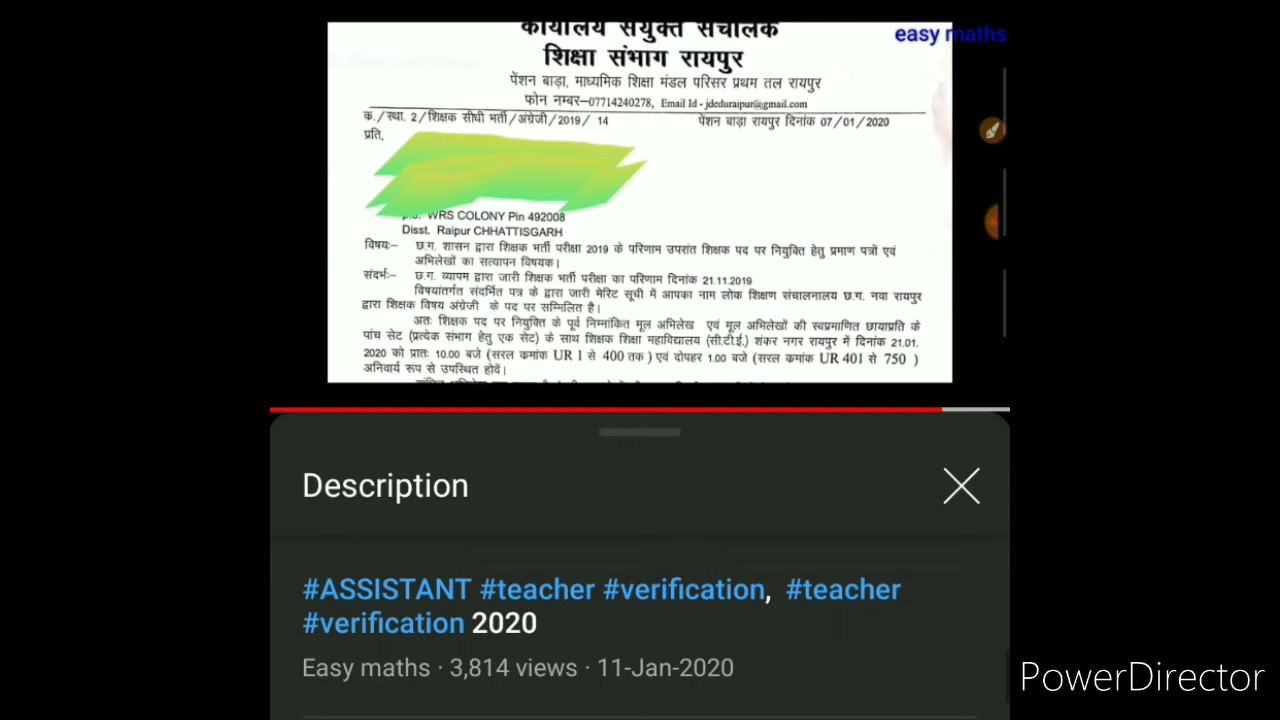 कार्यालय संयुक्त संचालक
easy maths
शिक्षा संभाग रायपुर
पेंशन बाड़ा, माध्यमिक शिक्षा मंडल परिसर प्रथम तल रायपुर
फोन नम्बर–07714240278, Email Id - jdeduraipur@gmail.com
क./स्था. 2/शिक्षक सीधी भर्ती/अंग्रेजी/2019/ 14 पेंशन बाड़ा रायपुर दिनांक 07/01/2020
प्रति,
WRS COLONY Pin 492008
Disst. Raipur CHHATTISGARH
विषयः– छ.ग. शासन द्वारा शिक्षक भर्ती परीक्षा 2019 के परिणाम उपरांत शिक्षक पद पर नियुक्ति हेतु प्रमाण पत्रों एवं
अभिलेखों का सत्यापन विषयक।
संदर्भः– छ.ग. व्यापम द्वारा जारी शिक्षक भर्ती परीक्षा का परिणाम दिनांक 21.11.2019
विषयांतर्गत संदर्भित पत्र के द्वारा जारी मेरिट सूची में आपका नाम लोक शिक्षण संचालनालय छ.ग. नवा रायपुर
द्वारा शिक्षक विषय अंग्रेजी के पद पर सम्मिलित है।
अतः शिक्षक पद पर नियुक्ति के पूर्व निम्नांकित मूल अभिलेख एवं मूल अभिलेखों की स्वप्रमाणित छायाप्रति के
पांच सेट (प्रत्येक संभाग हेतु एक सेट) के साथ शिक्षक शिक्षा महाविद्यालय (सी.टी.ई.) शंकर नगर रायपुर में दिनांक 21.01.
2020 को प्रातः 10.00 बजे (सरल कमांक UR 1 से 400 तक ) एवं दोपहर 1.00 बजे (सरल कमांक UR 401 से 750 )
अनिवार्य रूप से उपस्थित होवें।
Description
#ASSISTANT #teacher #verification, #teacher
#verification 2020
Easy maths · 3,814 views · 11-Jan-2020
PowerDirector